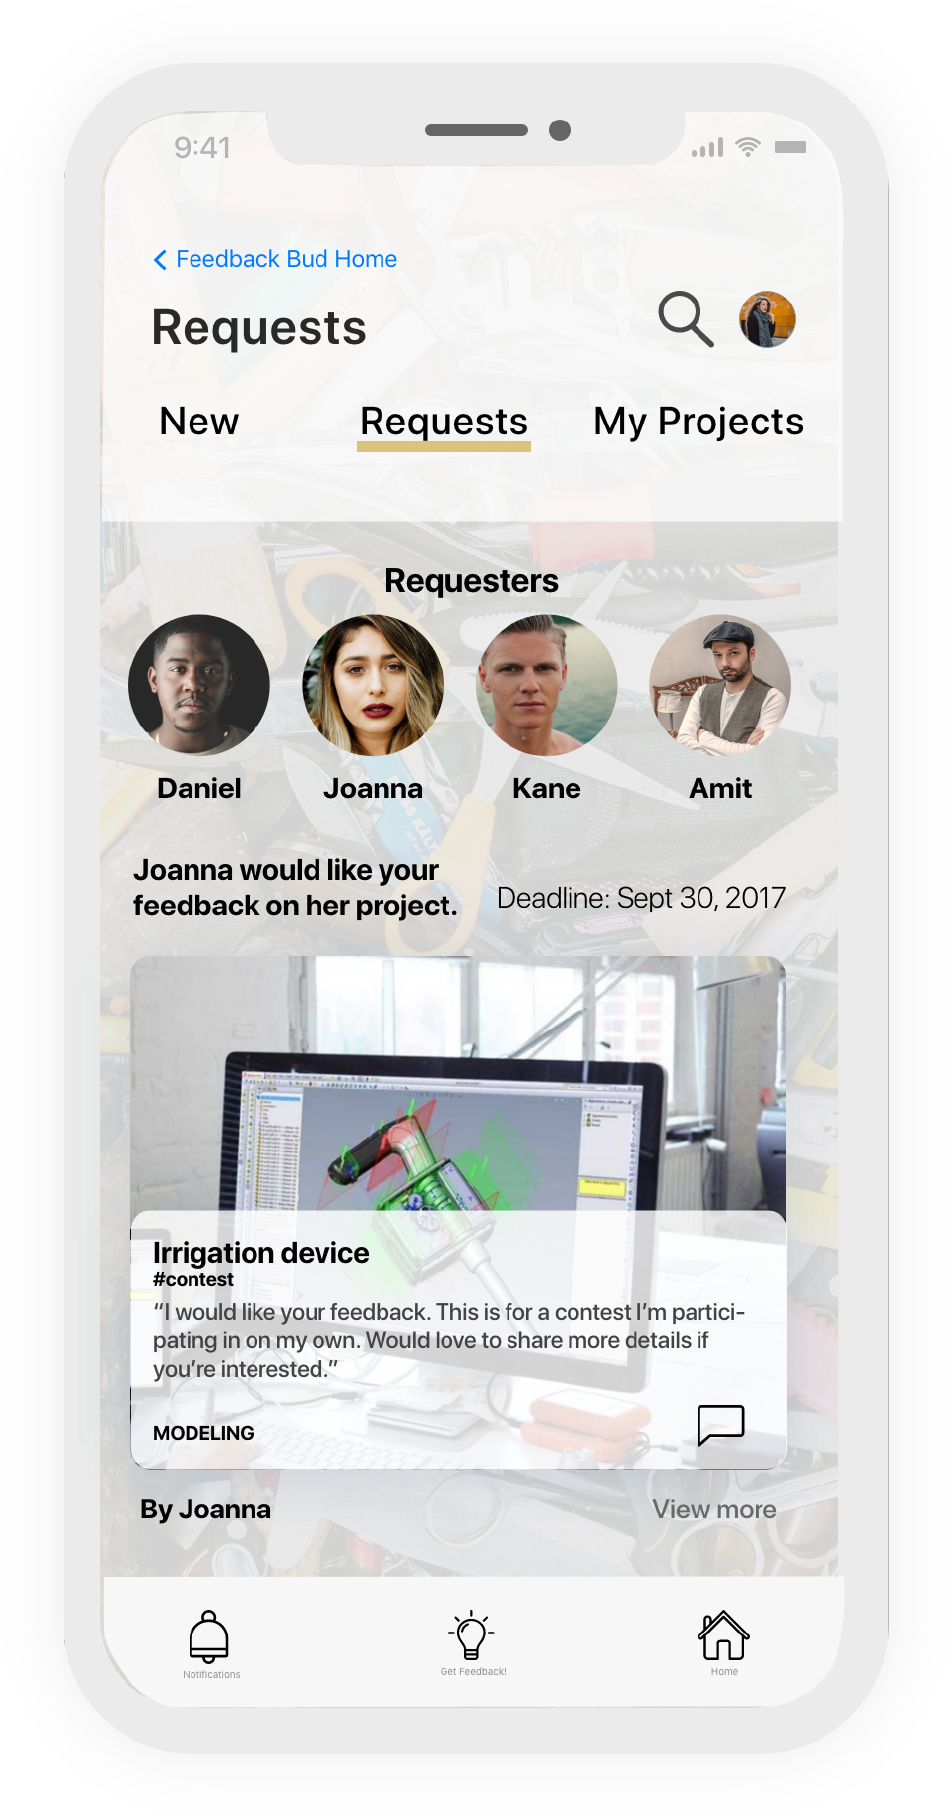 9:41
Feedback Bud Home
Requests
New Requests My Projects
Requesters
Daniel Joanna Kane Amit
Joanna would like your
feedback on her project.
Deadline: Sept 30, 2017
Irrigation device
#contest
“I would like your feedback. This is for a contest I’m partici-
pating in on my own. Would love to share more details if
you’re interested.”
MODELING
By Joanna View more
Notifications Get Feedback! Home